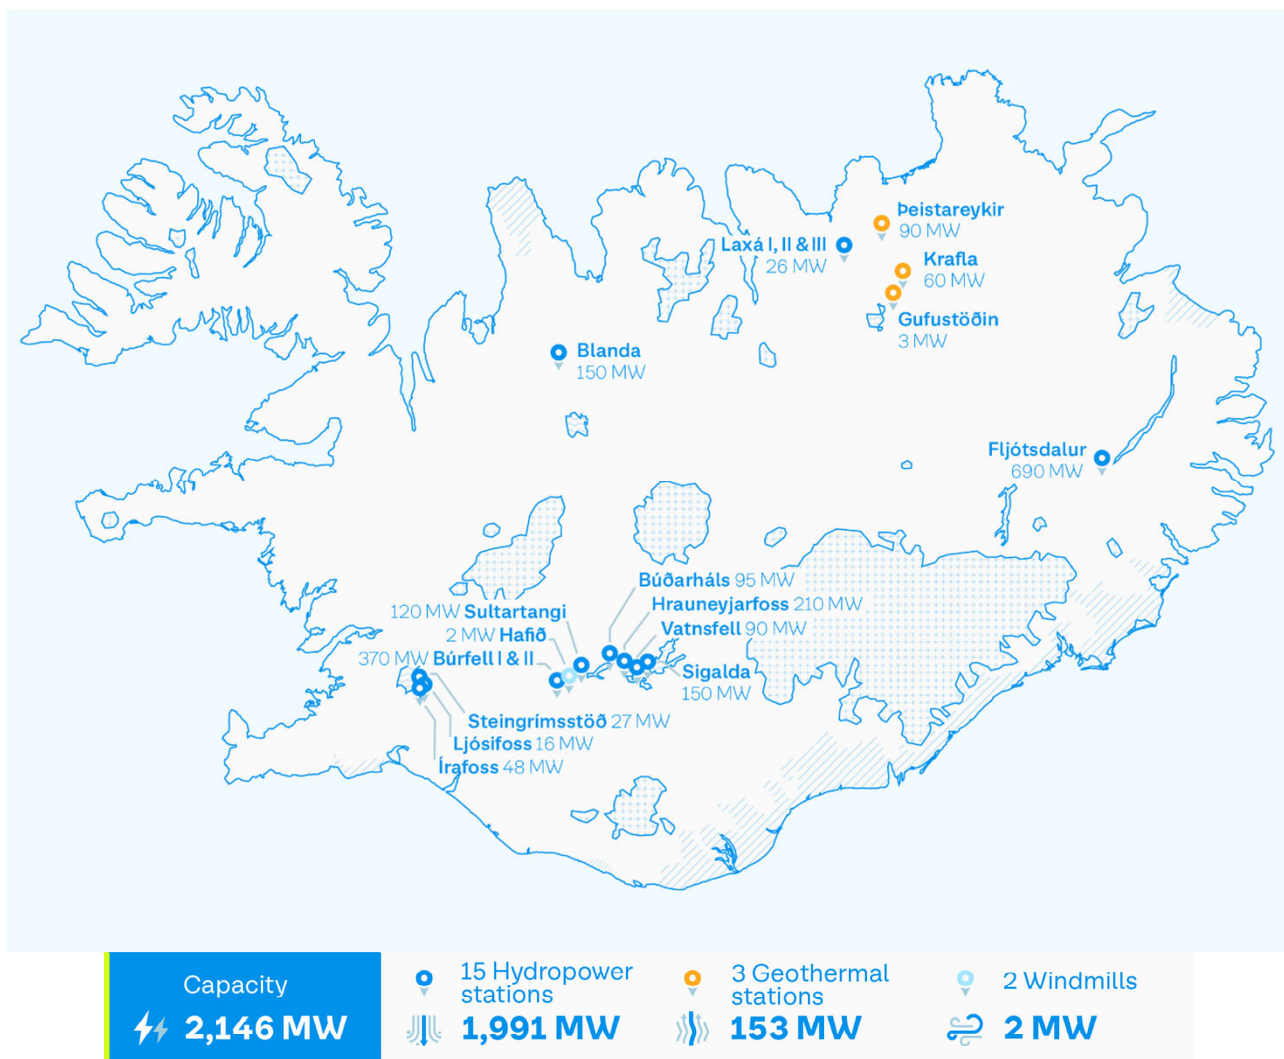 Þeistareykir
90 MW
Laxá I, II & III
26 MW
Krafla
60 MW
Gufustöðin
3 MW
Blanda
150 MW
Fljótsdalur
690 MW
Búðarháls 95 MW
120 MW Sultartangi
Hrauneyjarfoss 210 MW
2 MW Hafið
Vatnsfell 90 MW
370 MW Búrfell I & II
Sigalda
150 MW
Steingrímsstöð 27 MW
Ljósifoss 16 MW
Írafoss 48 MW
Capacity
2,146 MW
15 Hydropower
stations
1,991 MW
3 Geothermal
stations
153 MW
2 Windmills
2 MW